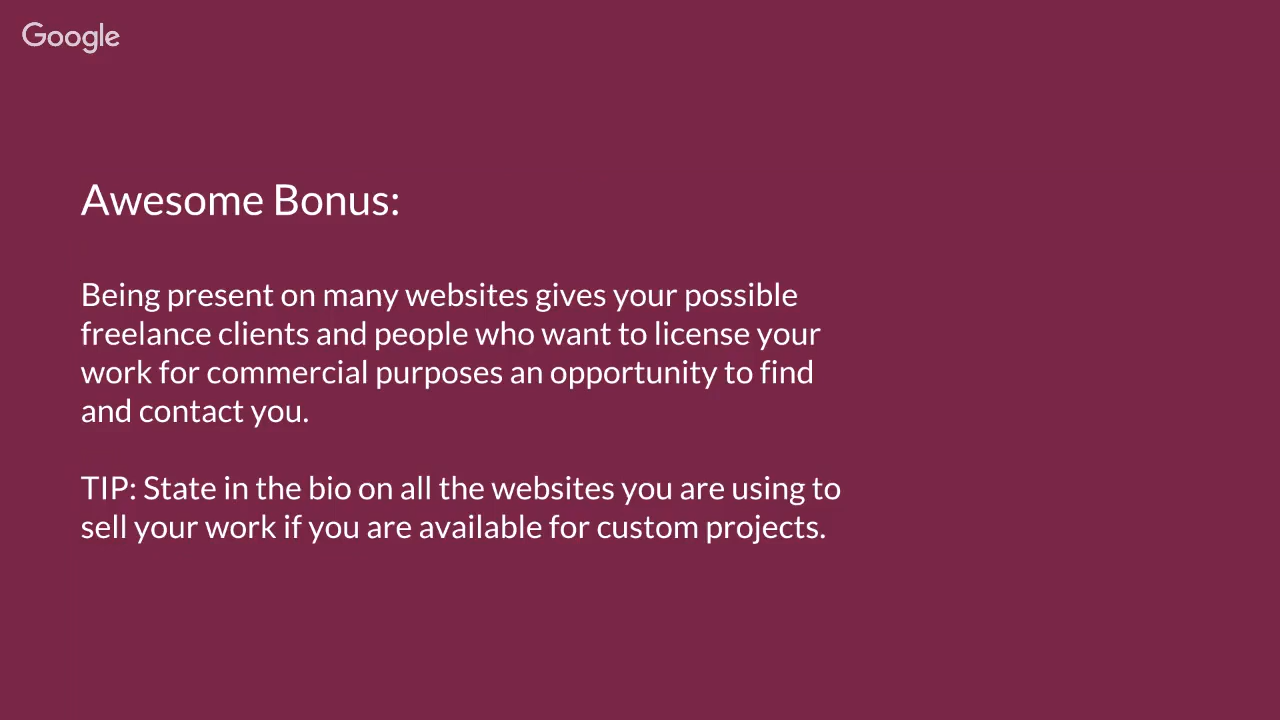 Google
Awesome Bonus:
Being present on many websites gives your possible
freelance clients and people who want to license your
work for commercial purposes an opportunity to find
and contact you.
TIP: State in the bio on all the websites you are using to
sell your work if you are available for custom projects.